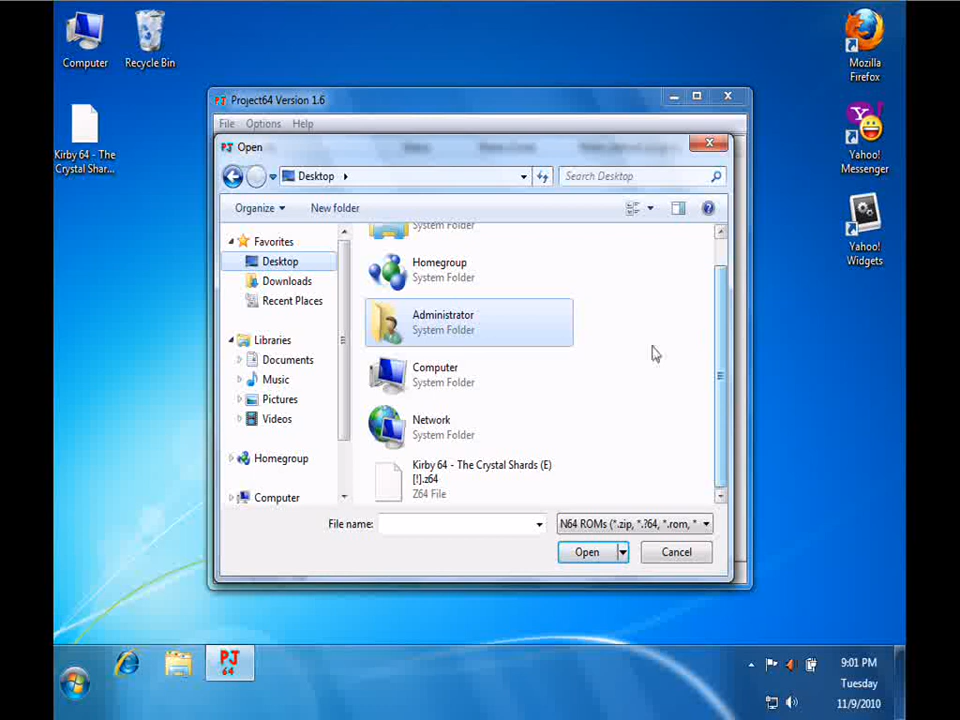 Computer
Recycle Bin
Mozilla
Firefox
Kirby 64 - The
Crystal Shar...
Yahoo!
Messenger
Yahoo!
Widgets
PJ Project64 Version 1.6
File Options Help
PJ Open
Desktop
Search Desktop
Organize
New folder
Favorites
Desktop
Downloads
Recent Places
Libraries
Documents
Music
Pictures
Videos
Homegroup
Computer
System Folder
Homegroup
System Folder
Administrator
System Folder
Computer
System Folder
Network
System Folder
Kirby 64 - The Crystal Shards (E)
[!].z64
Z64 File
File name:
N64 ROMs (*.zip, *.?64, *.rom, *
Open
Cancel
PJ
64
9:01 PM
Tuesday
11/9/2010